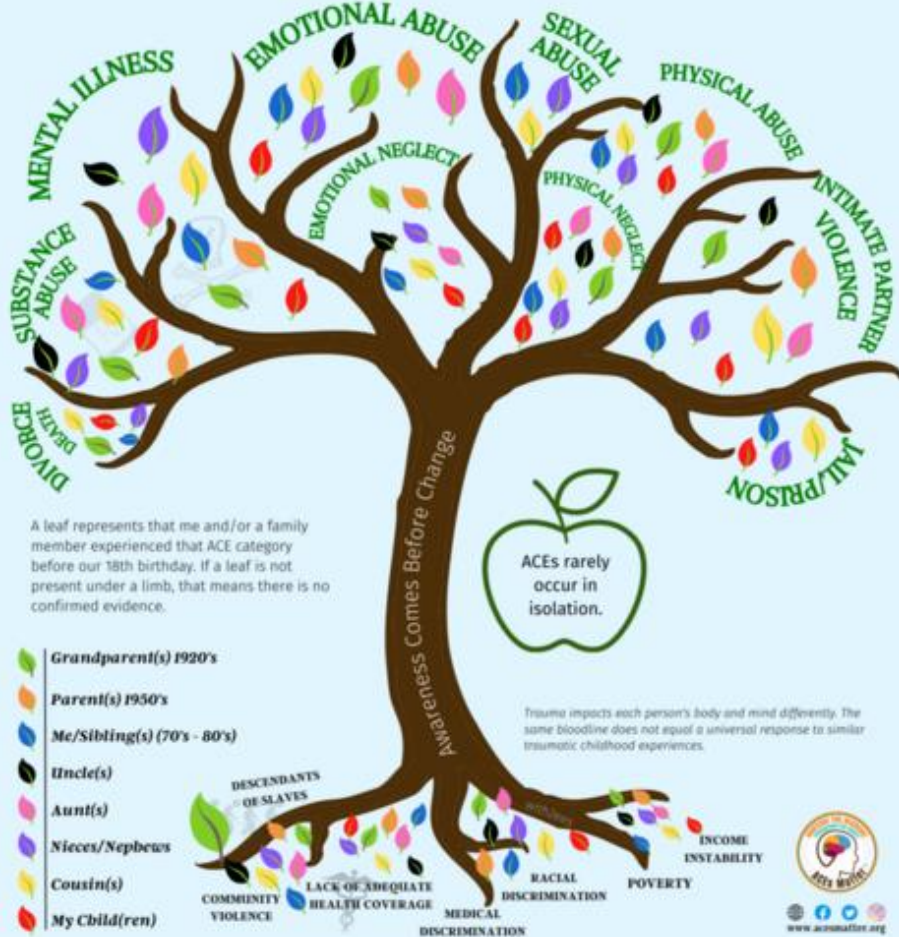 MENTAL ILLNESS
EMOTIONAL ABUSE
SEXUAL
ABUSE
PHYSICAL ABUSE
EMOTIONAL NEGLECT
PHYSICAL NEGLECT
INTIMATE PARTNER
VIOLENCE
SUBSTANCE
ABUSE
DIVORCE
DEATH
JAIL/PRISON
Awareness Comes Before Change
A leaf represents that me and/or a family
member experienced that ACE category
before our 18th birthday. If a leaf is not
present under a limb, that means there is no
confirmed evidence.
ACEs rarely
occur in
isolation.
Grandparent(s) 1920's
Parent(s) 1950's
Me/Sibling(s) (70's - 80's)
Uncle(s)
Aunt(s)
Nieces/Nephews
Cousin(s)
My Child(ren)
Trauma impacts each person's body and mind differently. The
same bloodline does not equal a universal response to similar
traumatic childhood experiences.
DESCENDANTS
OF SLAVES
COMMUNITY
VIOLENCE
LACK OF ADEQUATE
HEALTH COVERAGE
MEDICAL
DISCRIMINATION
RACIAL
DISCRIMINATION
POVERTY
INCOME
INSTABILITY
ACEs Matter
www.acesmatter.org